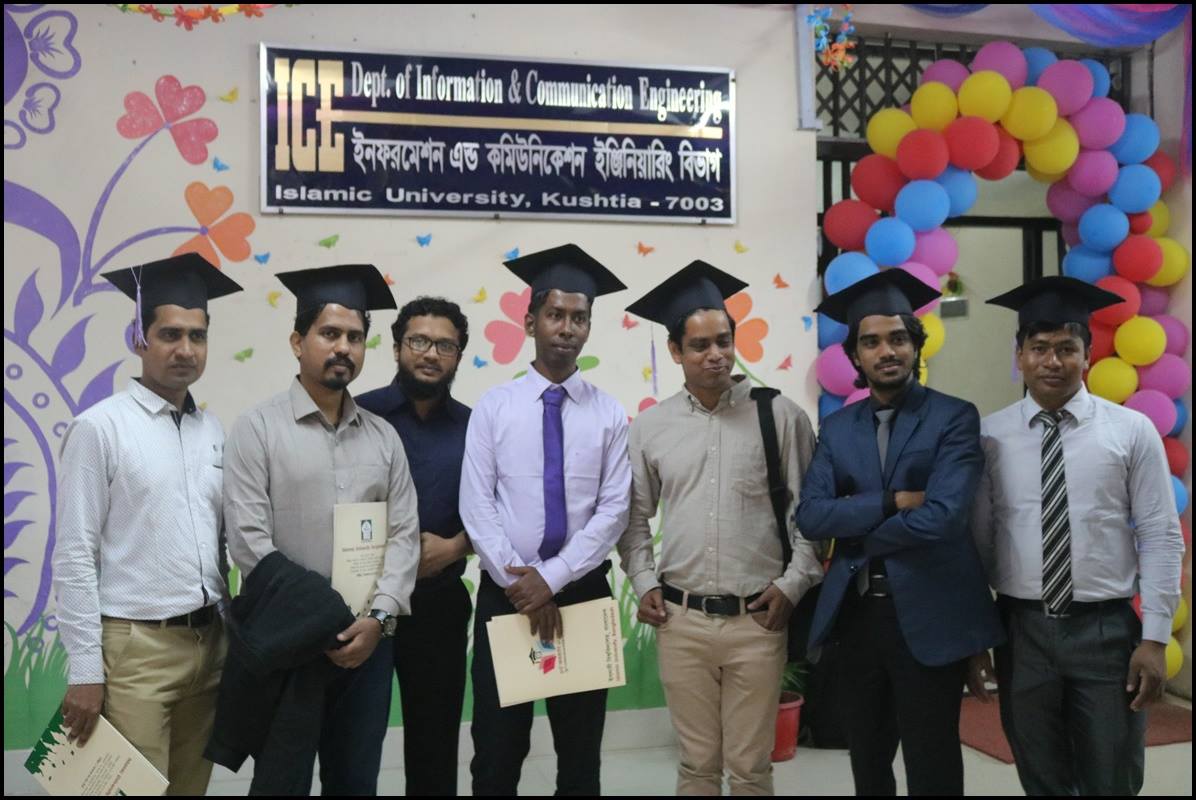 ICE
Dept. of Information & Communication Engineering
ইনফরমেশন এন্ড কমিউনিকেশন ইঞ্জিনিয়ারিং বিভাগ
Islamic University, Kushtia - 7003